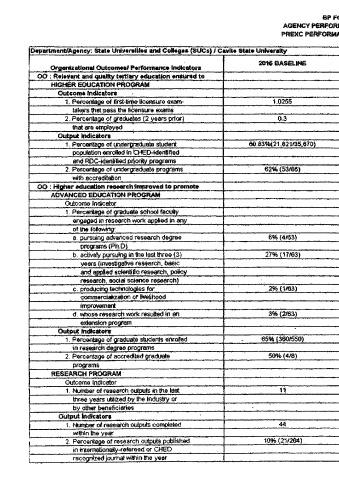 BP FO
AGENCY PERFOR
PREXC PERFORMA
Department/Agency: State Universities and Colleges (SUCs) / Cavite State University
Organizational Outcomes/ Performance Indicators 2016 BASELINE
OO : Relevant and quality tertiary education ensured to
HIGHER EDUCATION PROGRAM
Outcome Indicators
1. Percentage of first-time licensure exam- 1.0255
takers that pass the licensure exams
2. Percentage of graduates (2 years prior) 0.3
that are employed
Output Indicators
1. Percentage of undergraduate student 60.83%(21,821/35,870)
population enrolled in CHED-identified
and RDC-identified priority programs
2. Percentage of undergraduate programs 62% (53/85)
with accreditation
OO : Higher education research improved to promote
ADVANCED EDUCATION PROGRAM
Outcome Indicator
1. Percentage of graduate school faculty
engaged in research work applied in any
of the following:
a. pursuing advanced research degree 6% (4/63)
programs (Ph.D)
b. actively pursuing in the last three (3) 27% (17/63)
years (investigative research, basic
and applied scientific research, policy
research, social science research)
c. producing technologies for 2% (1/63)
commercialization of livelihood
improvement
d. whose research work resulted in an 3% (2/63)
extension program
Output Indicators
1. Percentage of graduate students enrolled 65% (360/550)
in research degree programs
2. Percentage of accredited graduate 50% (4/8)
programs
RESEARCH PROGRAM
Outcome Indicator
1. Number of research outputs in the last 11
three years utilized by the industry or
by other beneficiaries
Output Indicators
1. Number of research outputs completed 44
within the year
2. Percentage of research outputs published 10% (21/204)
in internationally-refereed or CHED
recognized journal within the year